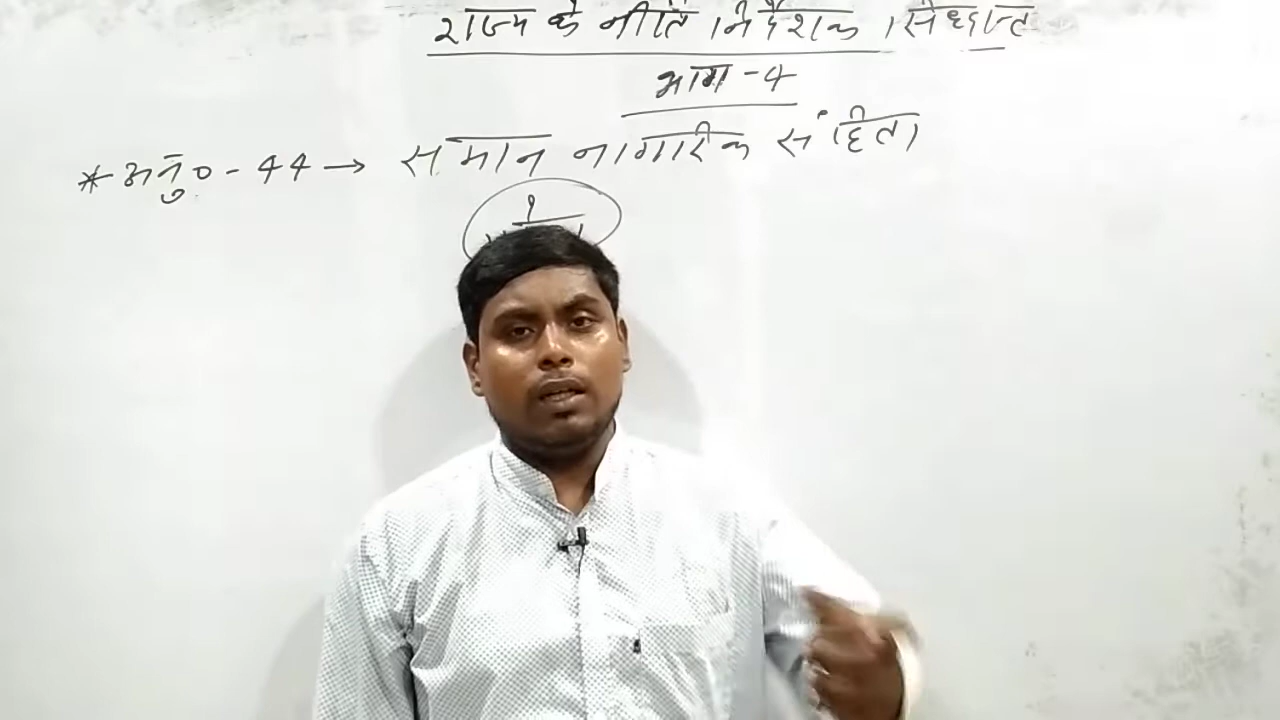 राज्य के नीति निर्देशक सिध्दान्त
भाग-4
*अनु०-44→ समान नागरिक संहिता